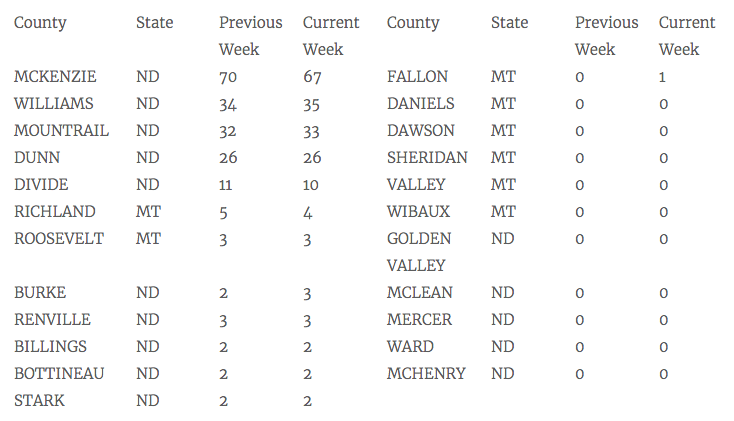 County State Previous Current County State Previous Current
Week Week Week Week
MCKENZIE ND 70 67 FALLON MT 0 1
WILLIAMS ND 34 35 DANIELS MT 0 0
MOUNTRAIL ND 32 33 DAWSON MT 0 0
DUNN ND 26 26 SHERIDAN MT 0 0
DIVIDE ND 11 10 VALLEY MT 0 0
RICHLAND MT 5 4 WIBAUX MT 0 0
ROOSEVELT MT 3 3 GOLDEN ND 0 0
VALLEY
BURKE ND 2 3 MCLEAN ND 0 0
RENVILLE ND 3 3 MERCER ND 0 0
BILLINGS ND 2 2 WARD ND 0 0
BOTTINEAU ND 2 2 MCHENRY ND 0 0
STARK ND 2 2